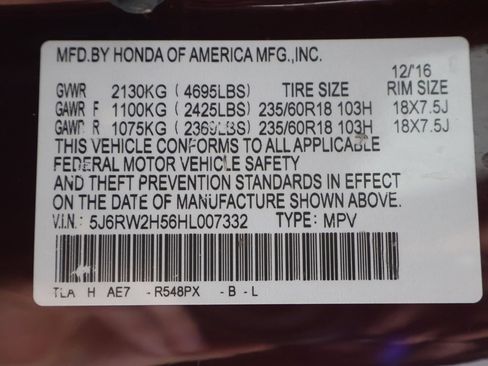 MFD.BY HONDA OF AMERICA MFG.,INC.
12/'16
GVWR 2130KG (4695LBS) TIRE SIZE RIM SIZE
GAWR F 1100KG (2425LBS) 235/60R18 103H 18X7.5J
GAWR R 1075KG (2369LBS) 235/60R18 103H 18X7.5J
THIS VEHICLE CONFORMS TO ALL APPLICABLE
FEDERAL MOTOR VEHICLE SAFETY
AND THEFT PREVENTION STANDARDS IN EFFECT
ON THE DATE OF MANUFACTURE SHOWN ABOVE.
V.I.N.: 5J6RW2H56HL007332 TYPE: MPV
TLA H AE7 - R548PX - B - L